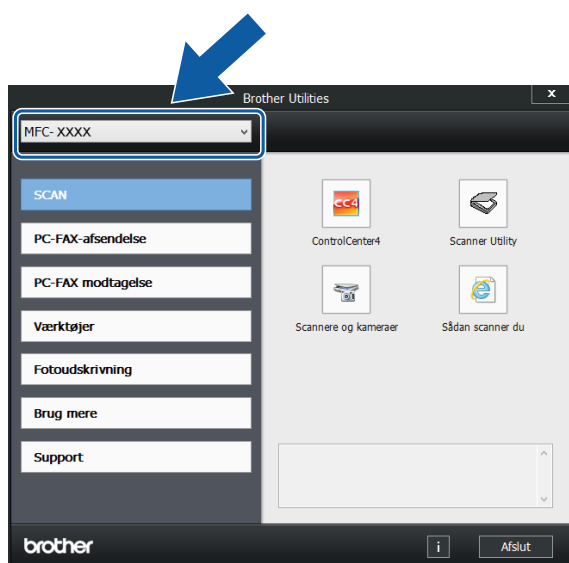 Brother Utilities
x
MFC- XXXX
SCAN
PC-FAX-afsendelse
PC-FAX modtagelse
Værktøjer
Fotoudskrivning
Brug mere
Support
CC4
ControlCenter4
Scanner Utility
Scannere og kameraer
Sådan scanner du
brother
i
Afslut